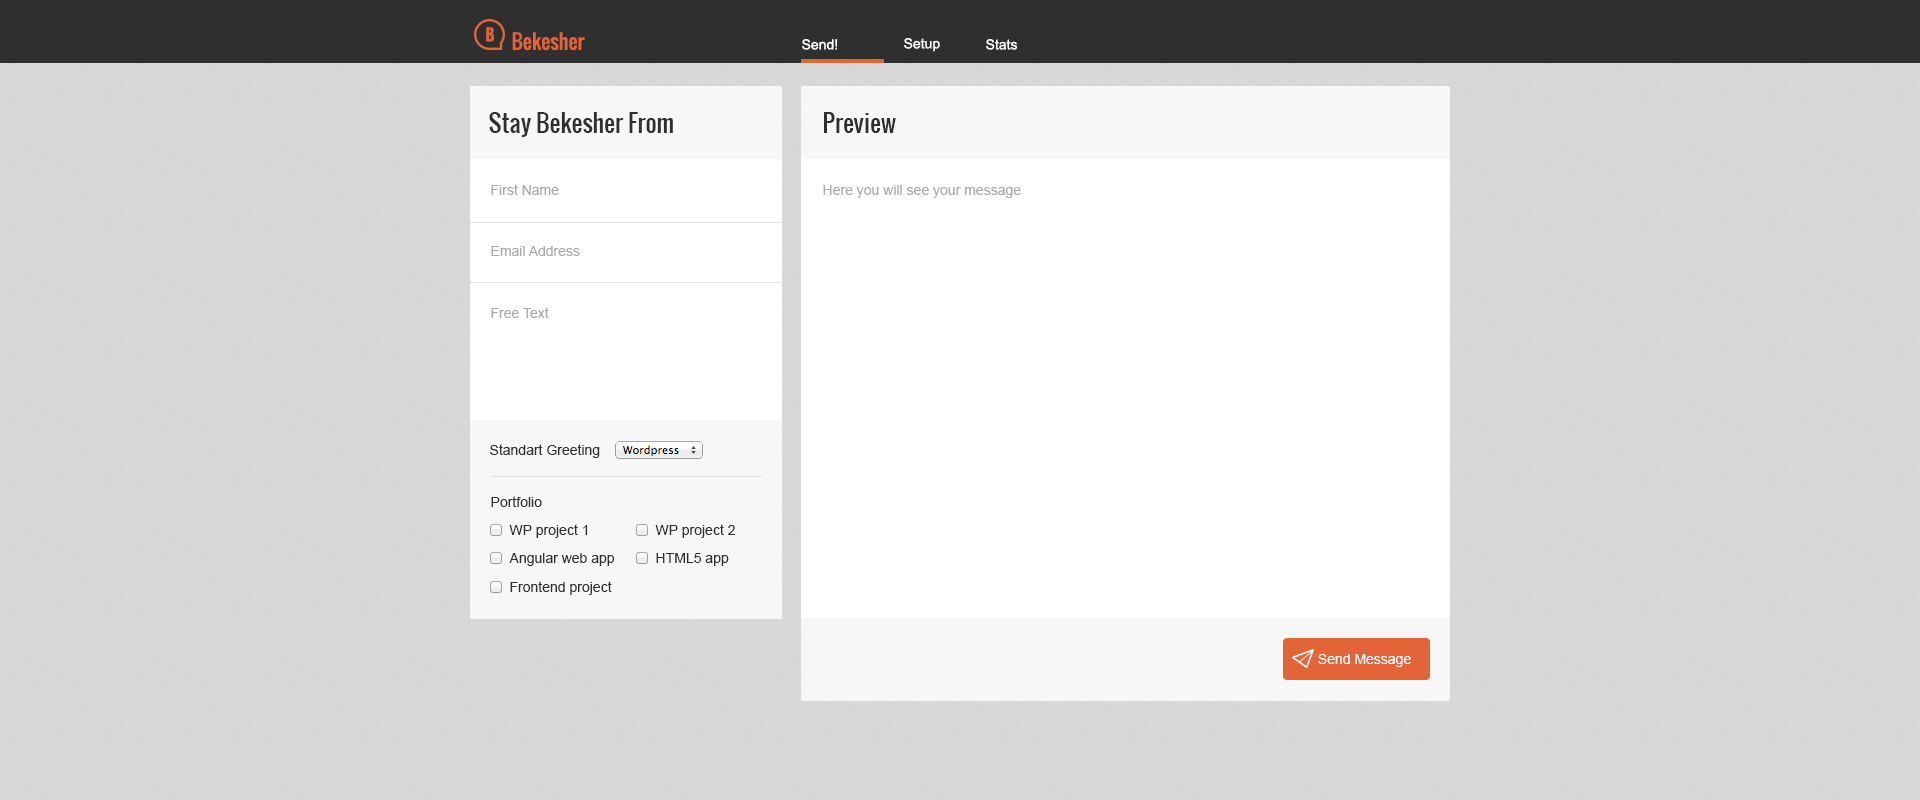 B Bekesher
Send! Setup Stats
Stay Bekesher From
First Name
Email Address
Free Text
Standart Greeting Wordpress
Portfolio
WP project 1 WP project 2
Angular web app HTML5 app
Frontend project
Preview
Here you will see your message
Send Message